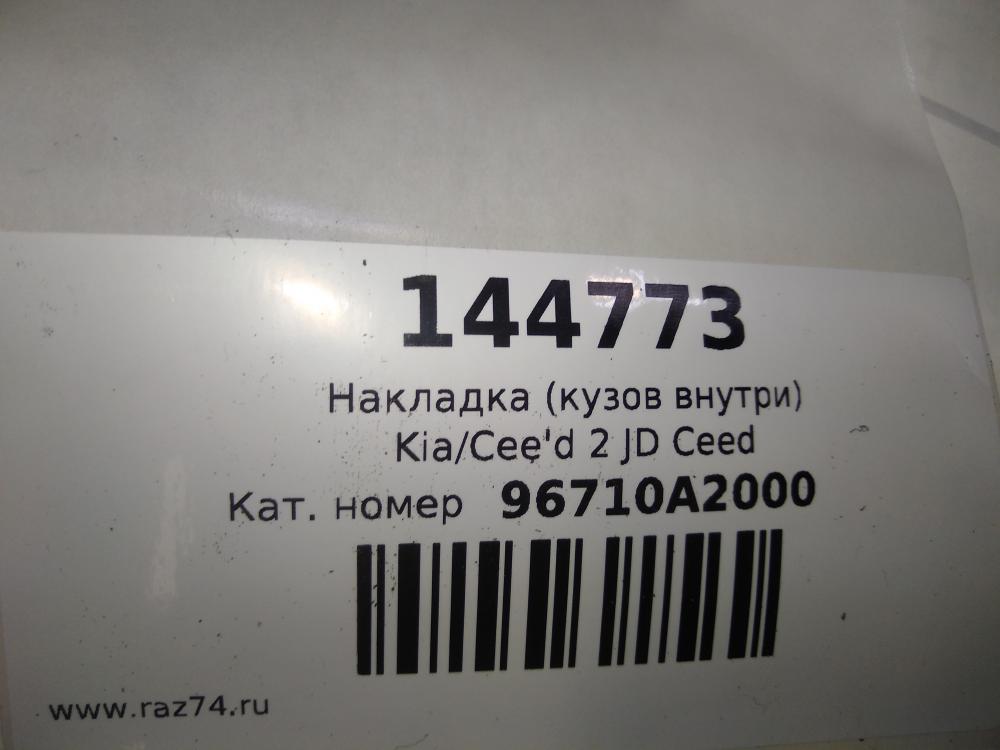 144773
Накладка (кузов внутри)
Kia/Cee'd 2 JD Ceed
Кат. номер 96710A2000
www.raz74.ru